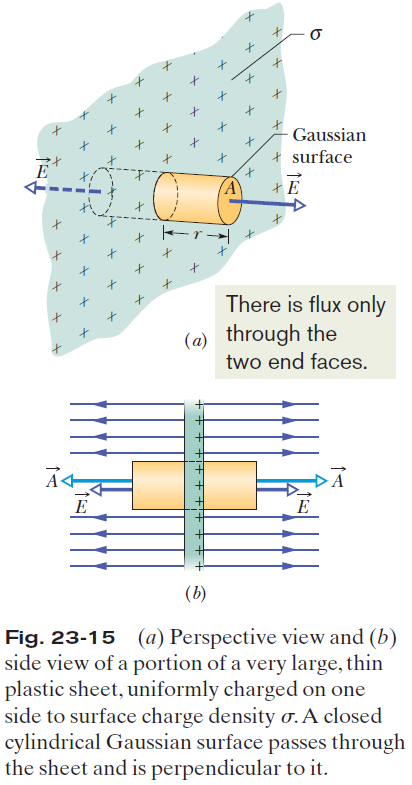 σ
Gaussian
surface
E
A
E
r
There is flux only
through the
two end faces.
(a)
A
E
E
A
(b)
Fig. 23-15 (a) Perspective view and (b)
side view of a portion of a very large, thin
plastic sheet, uniformly charged on one
side to surface charge density σ. A closed
cylindrical Gaussian surface passes through
the sheet and is perpendicular to it.